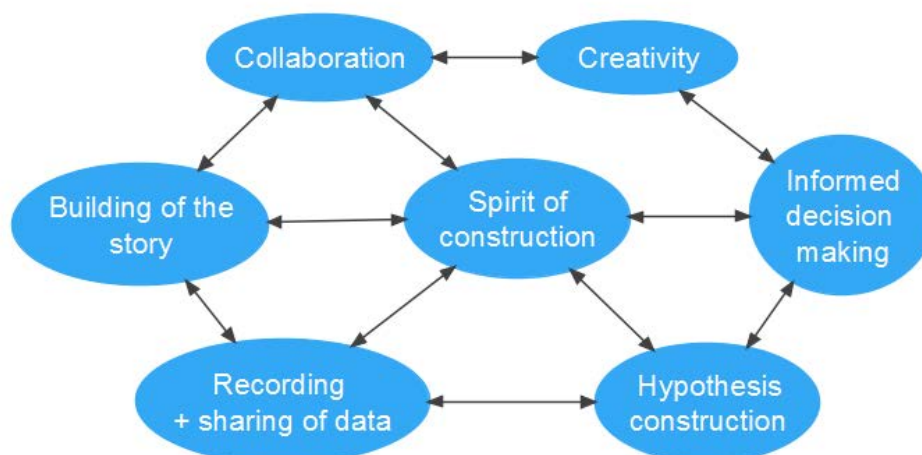 Collaboration
Creativity
Informed
decision
making
Building of the
story
Spirit of
construction
Recording
+ sharing of data
Hypothesis
construction